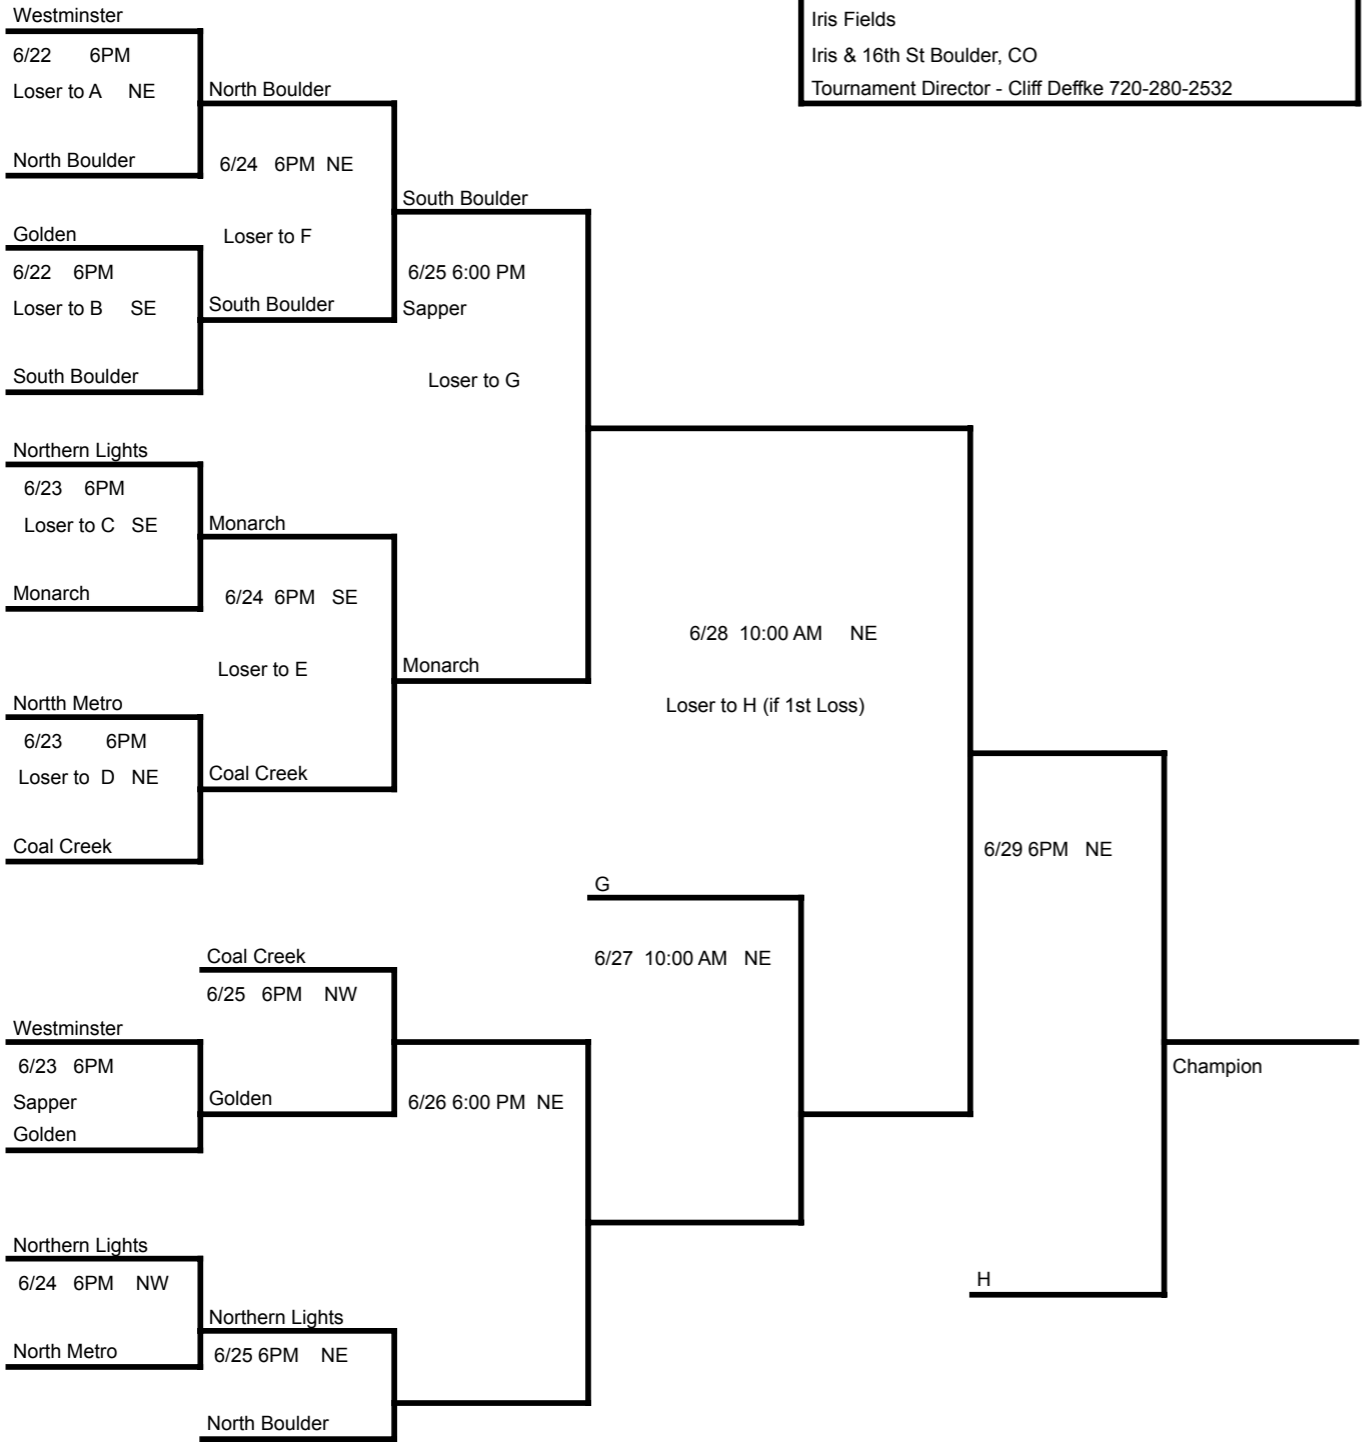 Westminster
Iris Fields
6/22 6PM
Iris & 16th St Boulder, CO
Loser to A NE
North Boulder
Tournament Director - Cliff Deffke 720-280-2532
North Boulder
6/24 6PM NE
South Boulder
Golden
Loser to F
6/22 6PM
6/25 6:00 PM
Loser to B SE
South Boulder
Sapper
South Boulder
Loser to G
Northern Lights
6/23 6PM
Loser to C SE
Monarch
Monarch
6/24 6PM SE
6/28 10:00 AM NE
Loser to E
Monarch
Nortth Metro
Loser to H (if 1st Loss)
6/23 6PM
Loser to D NE
Coal Creek
Coal Creek
6/29 6PM NE
G
Coal Creek
6/27 10:00 AM NE
6/25 6PM NW
Westminster
6/23 6PM
Champion
Sapper
Golden
6/26 6:00 PM NE
Golden
Northern Lights
6/24 6PM NW
H
Northern Lights
North Metro
6/25 6PM NE
North Boulder